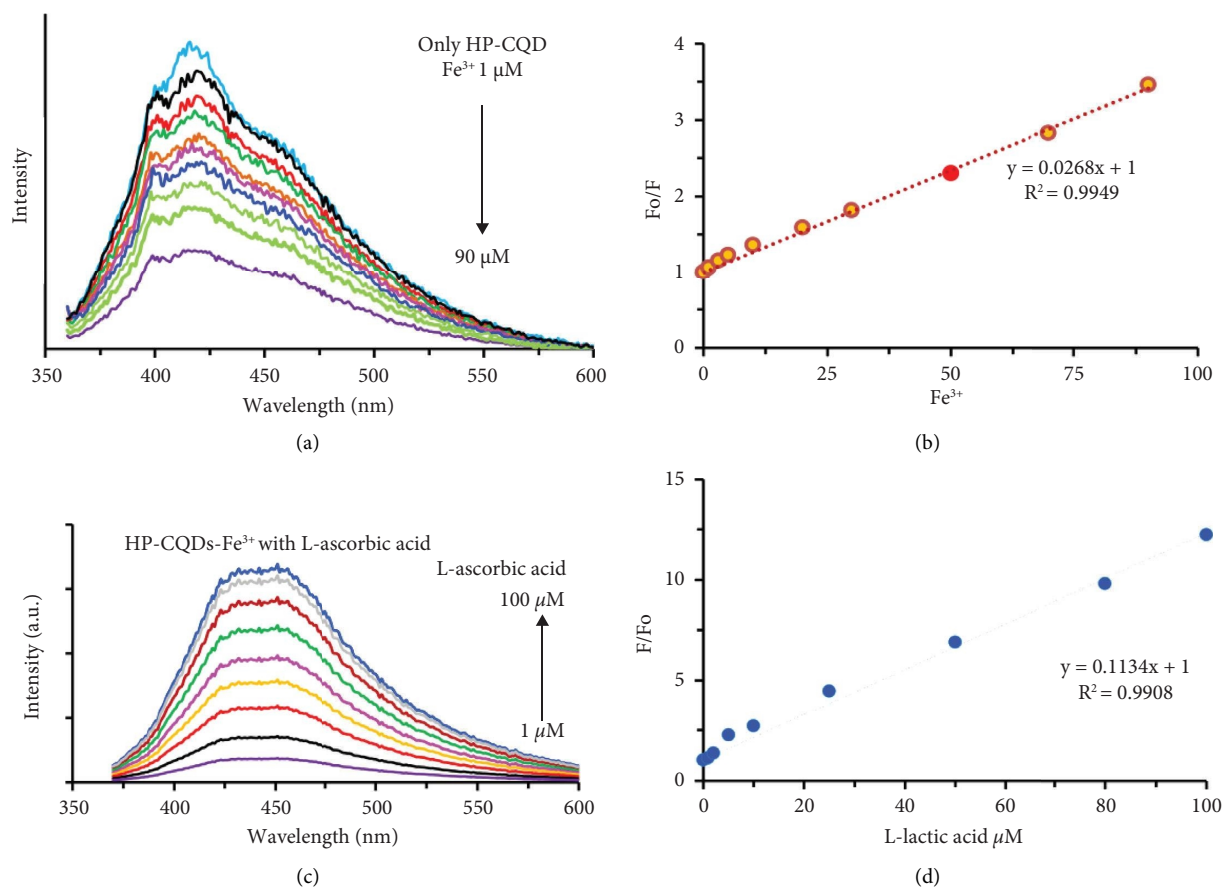 Only HP-CQD
Fe³⁺ 1 μM
90 μM
Intensity
350 400 450 500 550 600
Wavelength (nm)
(a)
4
3
2
1
0
Fo/F
y = 0.0268x + 1
R² = 0.9949
0 25 50 75 100
Fe³⁺
(b)
HP-CQDs-Fe³⁺ with L-ascorbic acid
L-ascorbic acid
100 μM
1 μM
Intensity (a.u.)
350 400 450 500 550 600
Wavelength (nm)
(c)
15
10
5
0
F/Fo
y = 0.1134x + 1
R² = 0.9908
0 20 40 60 80 100
L-lactic acid μM
(d)